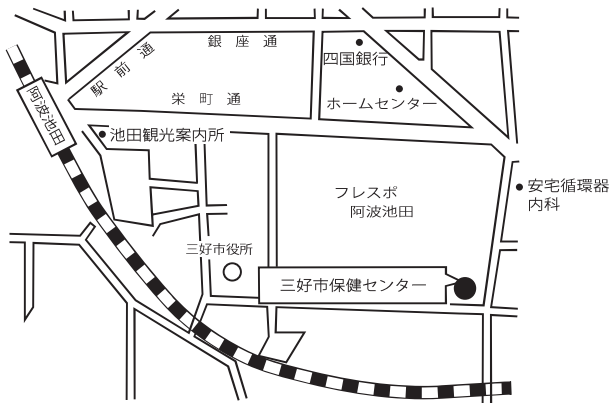 銀座通
駅前通
四国銀行
栄町通
ホームセンター
阿波池田
池田観光案内所
安宅循環器
内科
フレスポ
阿波池田
三好市役所
三好市保健センター